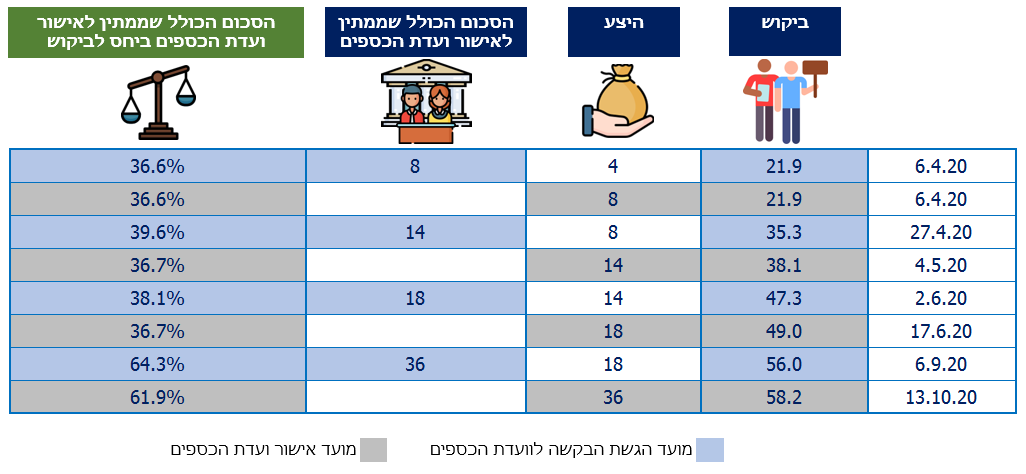 ביקוש
היצע
הסכום הכולל שממתין לאישור ועדת הכספים
הסכום הכולל שממתין לאישור ועדת הכספים ביחס לביקוש
6.4.20 21.9 4 8 36.6%
6.4.20 21.9 8 36.6%
27.4.20 35.3 8 14 39.6%
4.5.20 38.1 14 36.7%
2.6.20 47.3 14 18 38.1%
17.6.20 49.0 18 36.7%
6.9.20 56.0 18 36 64.3%
13.10.20 58.2 36 61.9%
מועד הגשת הבקשה לוועדת הכספים
מועד אישור ועדת הכספים